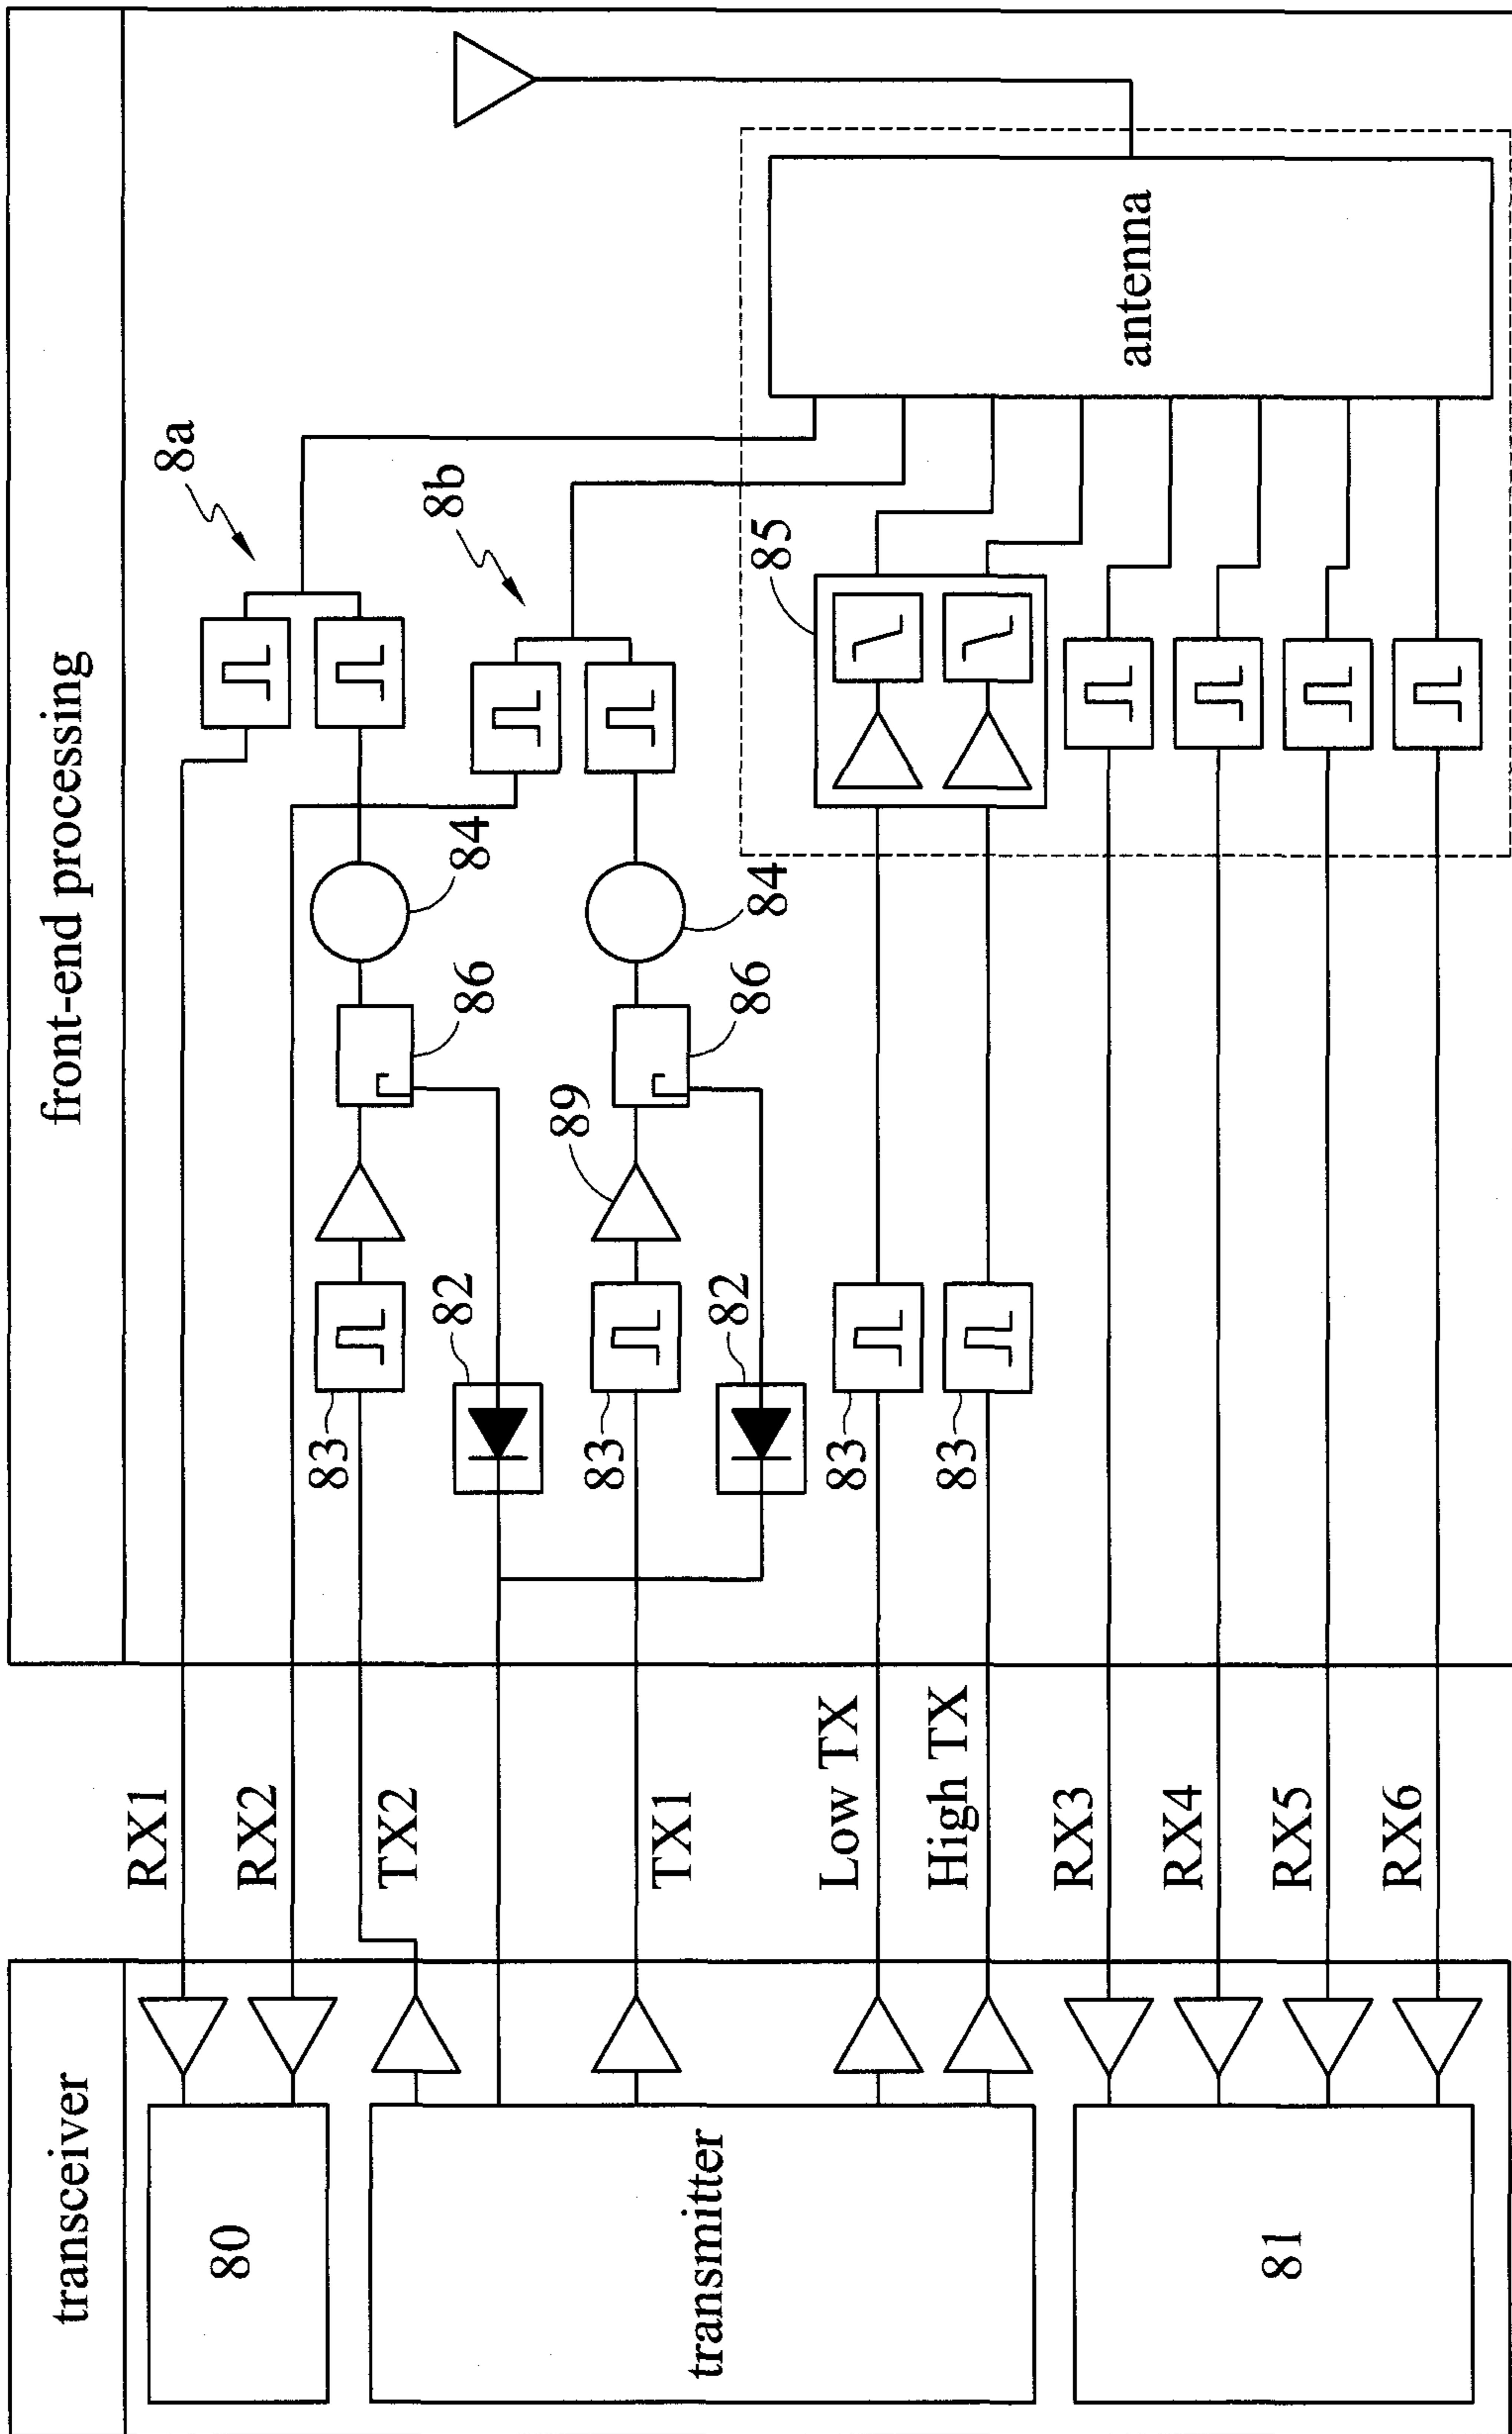 transceiver
front-end processing
80
transmitter
81
RX1
RX2
TX2
TX1
Low TX
High TX
RX3
RX4
RX5
RX6
83
82
83
82
83
83
89
86
86
84
84
8a
8b
85
antenna